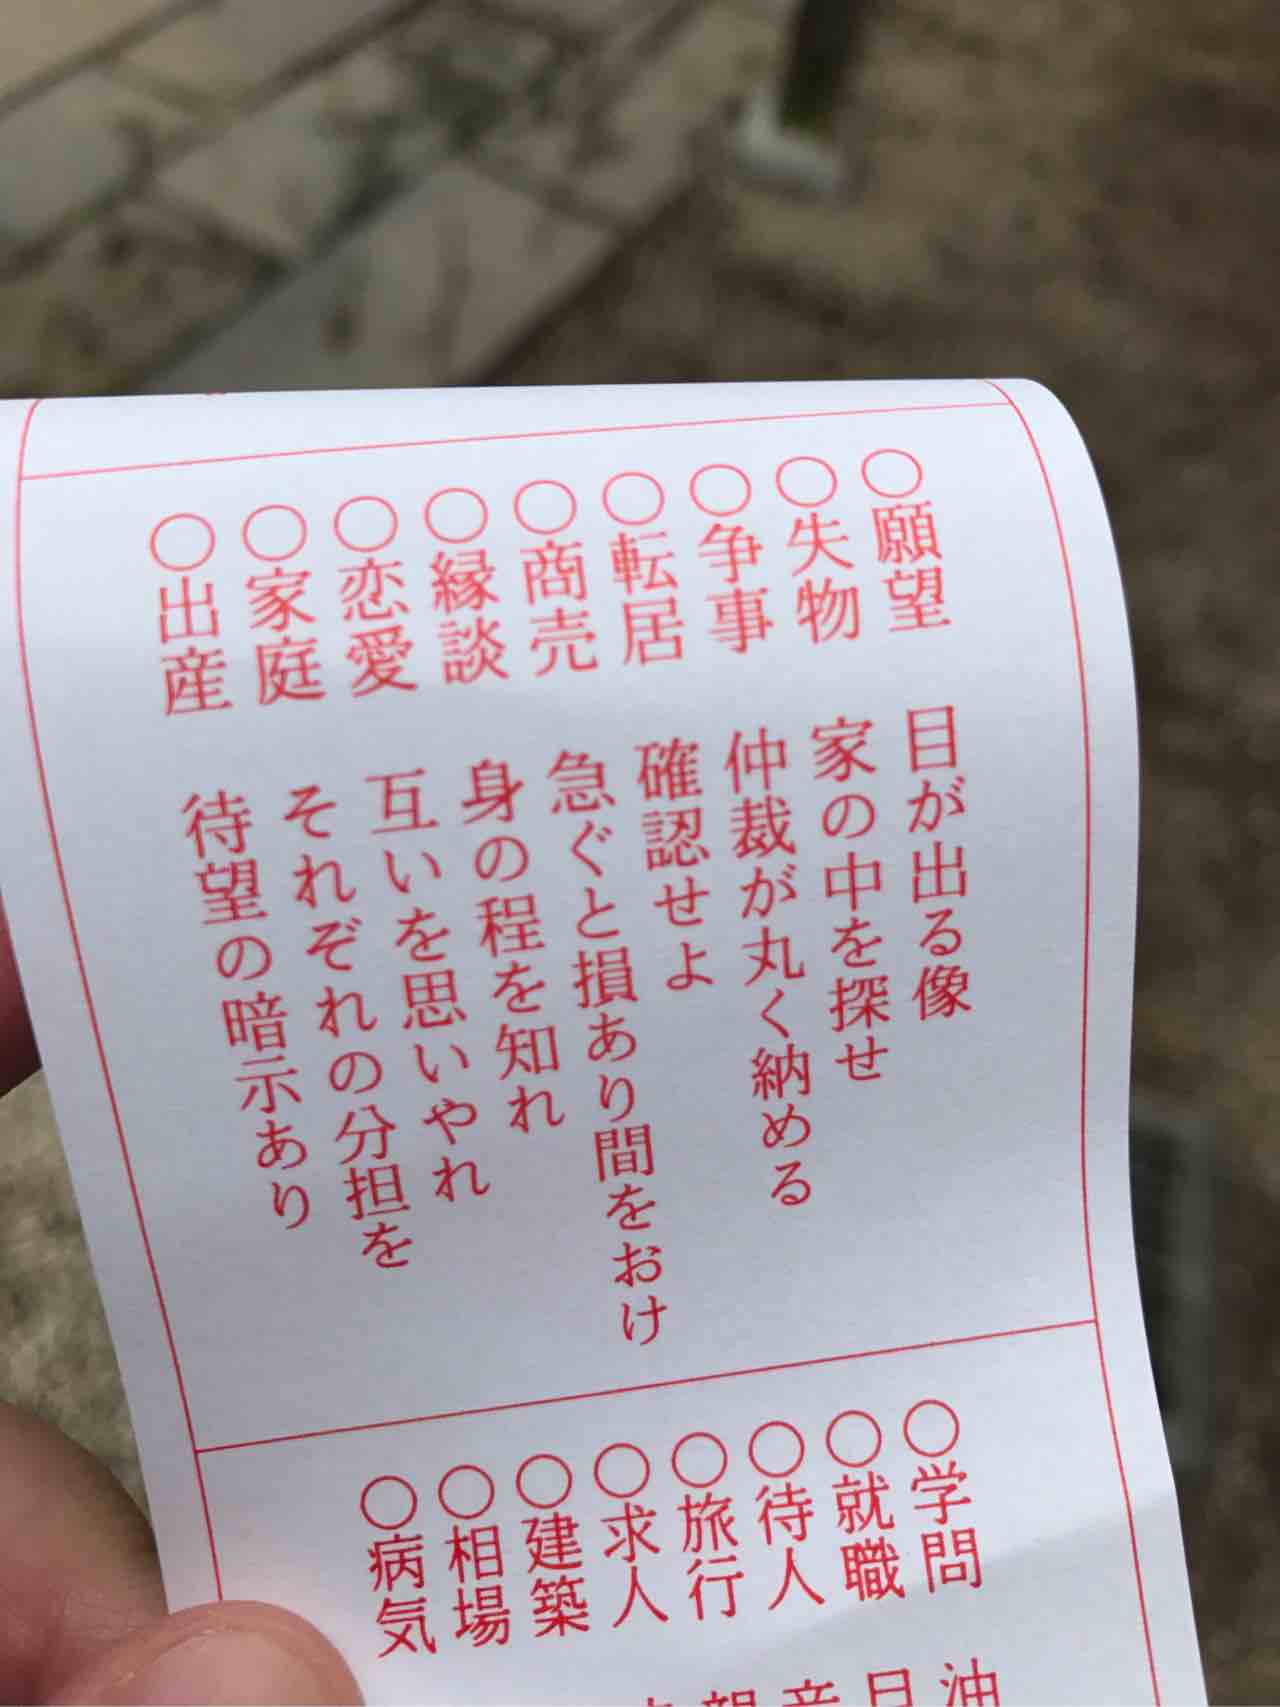 ○願望 目が出る像
○失物 家の中を探せ
○争事 仲裁が丸く納める
○転居 確認せよ
○商売 急ぐと損あり間をおけ
○縁談 身の程を知れ
○恋愛 互いを思いやれ
○家庭 それぞれの分担を
○出産 待望の暗示あり
○学問 油
○就職 日
○待人 音
○旅行 親
○求人
○建築
○相場
○病気